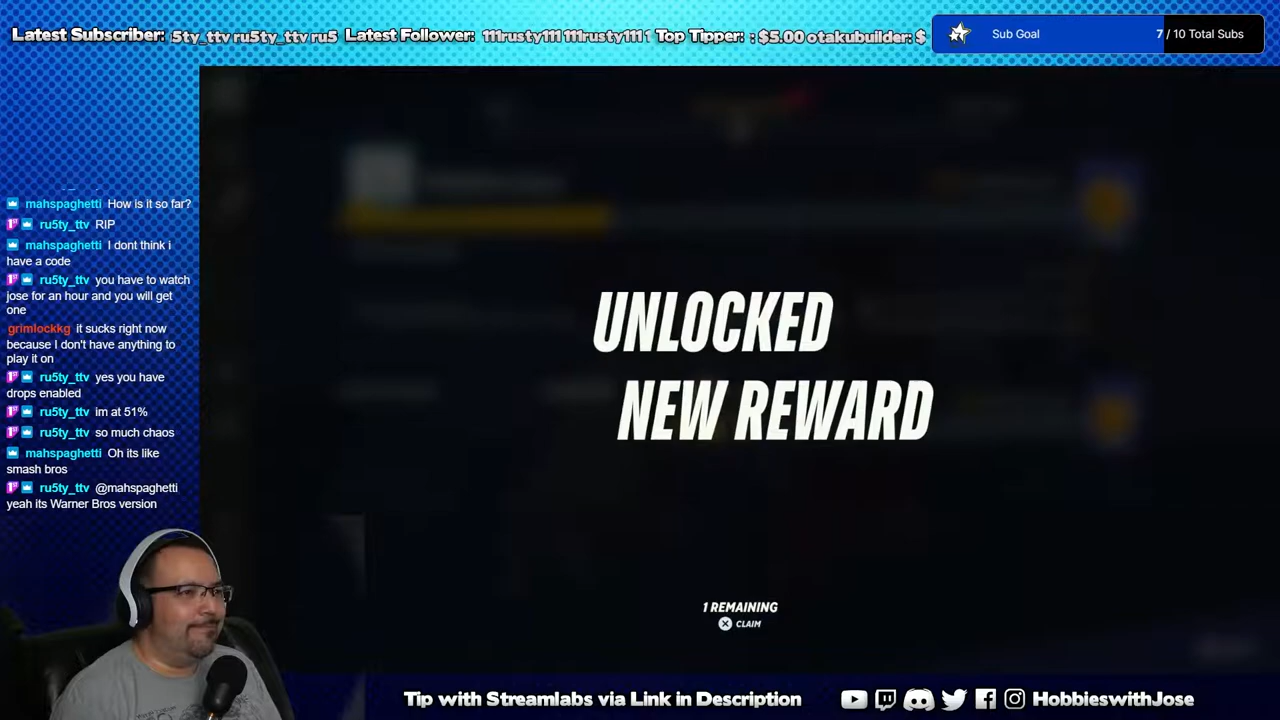 Latest Subscriber: 5ty_ttv ru5ty_ttv ru5 Latest Follower: 111rusty111 111rusty111 1 Top Tipper: : $5.00 otakubuilder: $
Sub Goal 7 / 10 Total Subs
mahspaghetti How is it so far?
ru5ty_ttv RIP
mahspaghetti I dont think i
have a code
ru5ty_ttv you have to watch
jose for an hour and you will get
one
grimlockkg it sucks right now
because I don't have anything to
play it on
ru5ty_ttv yes you have
drops enabled
ru5ty_ttv im at 51%
ru5ty_ttv so much chaos
mahspaghetti Oh its like
smash bros
ru5ty_ttv @mahspaghetti
yeah its Warner Bros version
UNLOCKED
NEW REWARD
1 REMAINING
CLAIM
Tip with Streamlabs via Link in Description HobbieswithJose